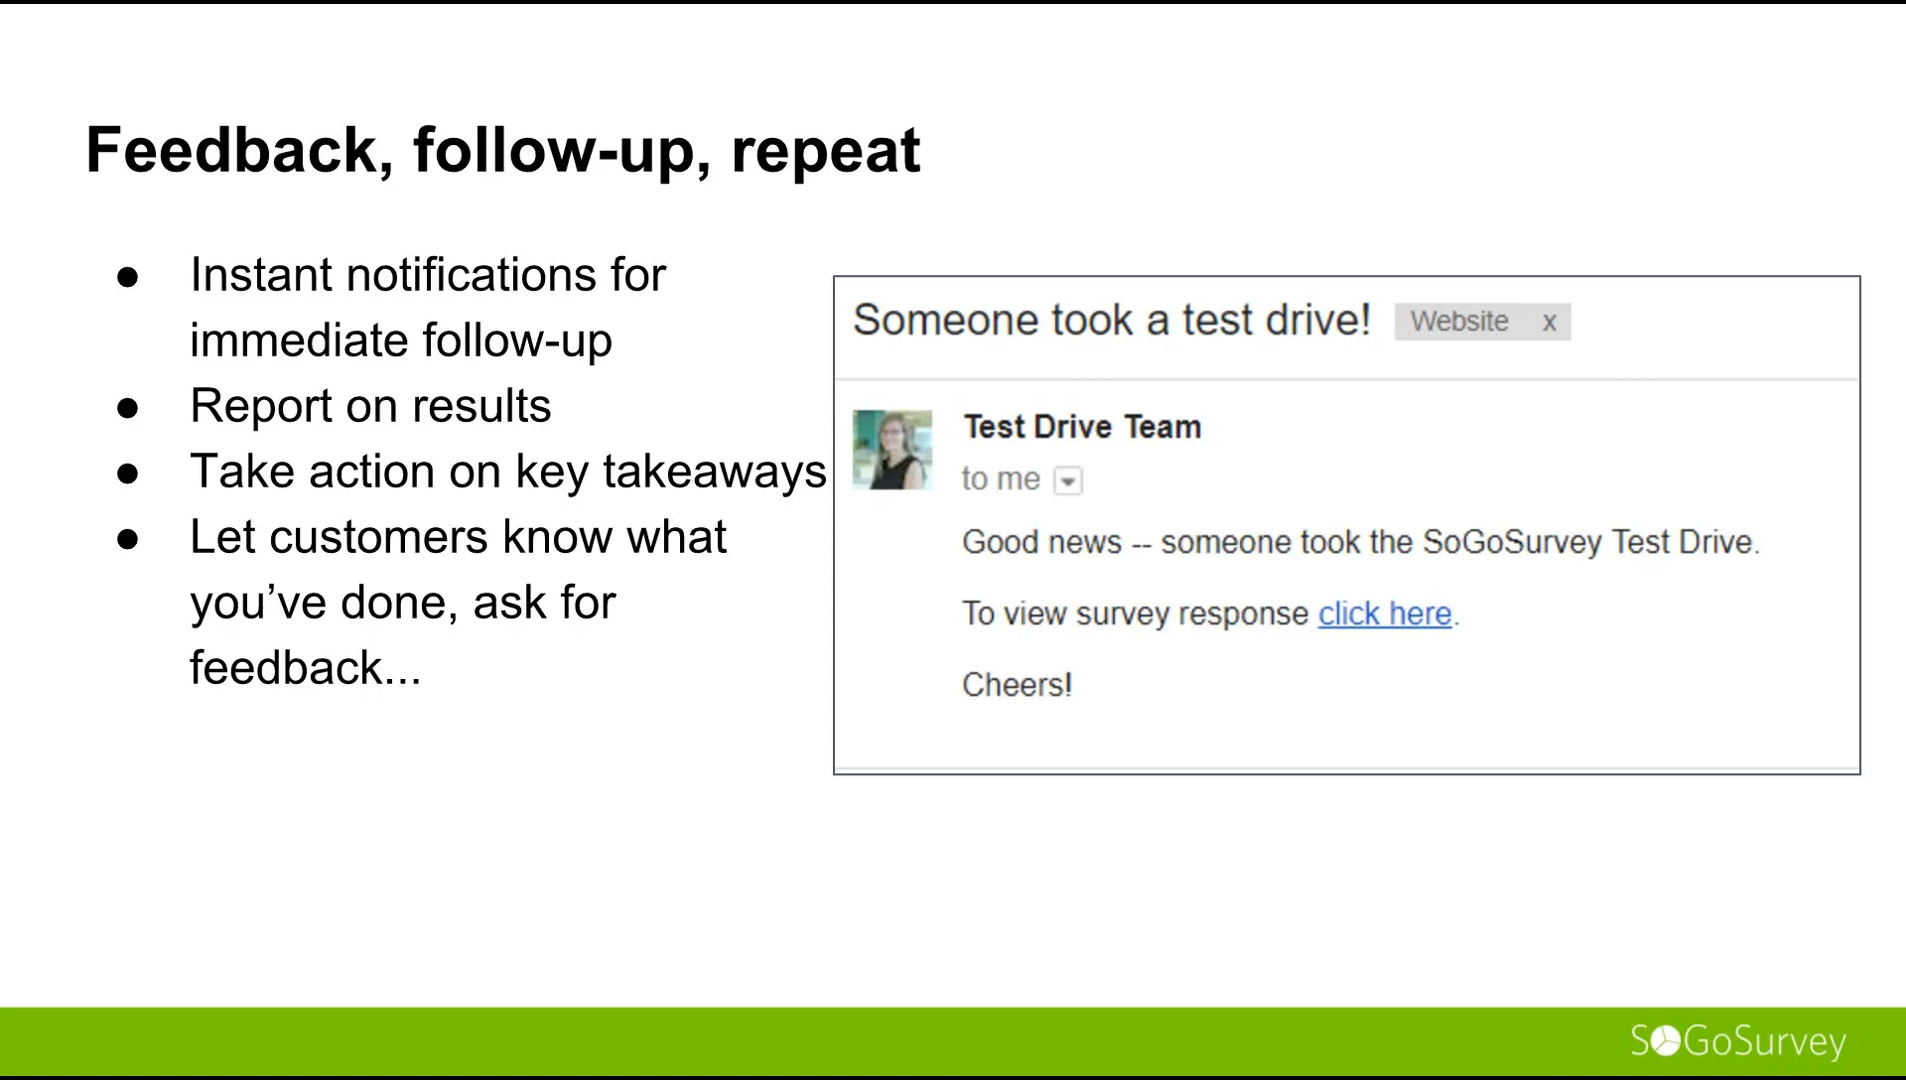 Feedback, follow-up, repeat
● Instant notifications for
immediate follow-up
● Report on results
● Take action on key takeaways
● Let customers know what
you’ve done, ask for
feedback...
Someone took a test drive! Website x
Test Drive Team
to me
Good news -- someone took the SoGoSurvey Test Drive.
To view survey response click here.
Cheers!
SoGoSurvey